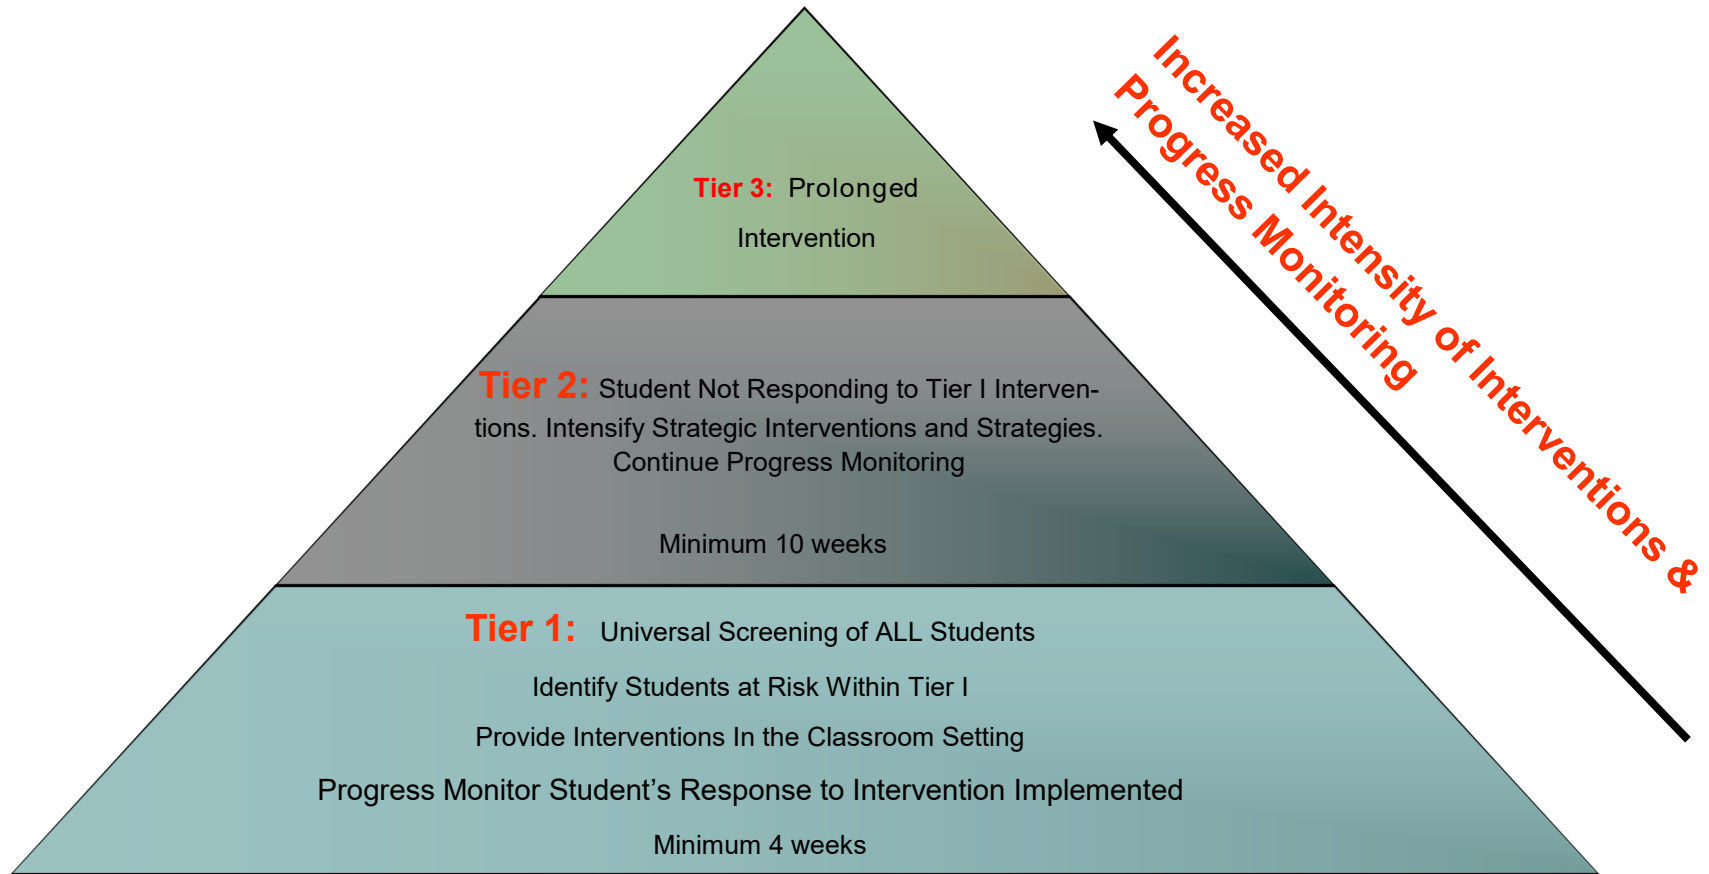 Increased Intensity of Interventions &
Progress Monitoring
Tier 3: Prolonged
Intervention
Tier 2: Student Not Responding to Tier I Interven-
tions. Intensify Strategic Interventions and Strategies.
Continue Progress Monitoring
Minimum 10 weeks
Tier 1: Universal Screening of ALL Students
Identify Students at Risk Within Tier I
Provide Interventions In the Classroom Setting
Progress Monitor Student’s Response to Intervention Implemented
Minimum 4 weeks